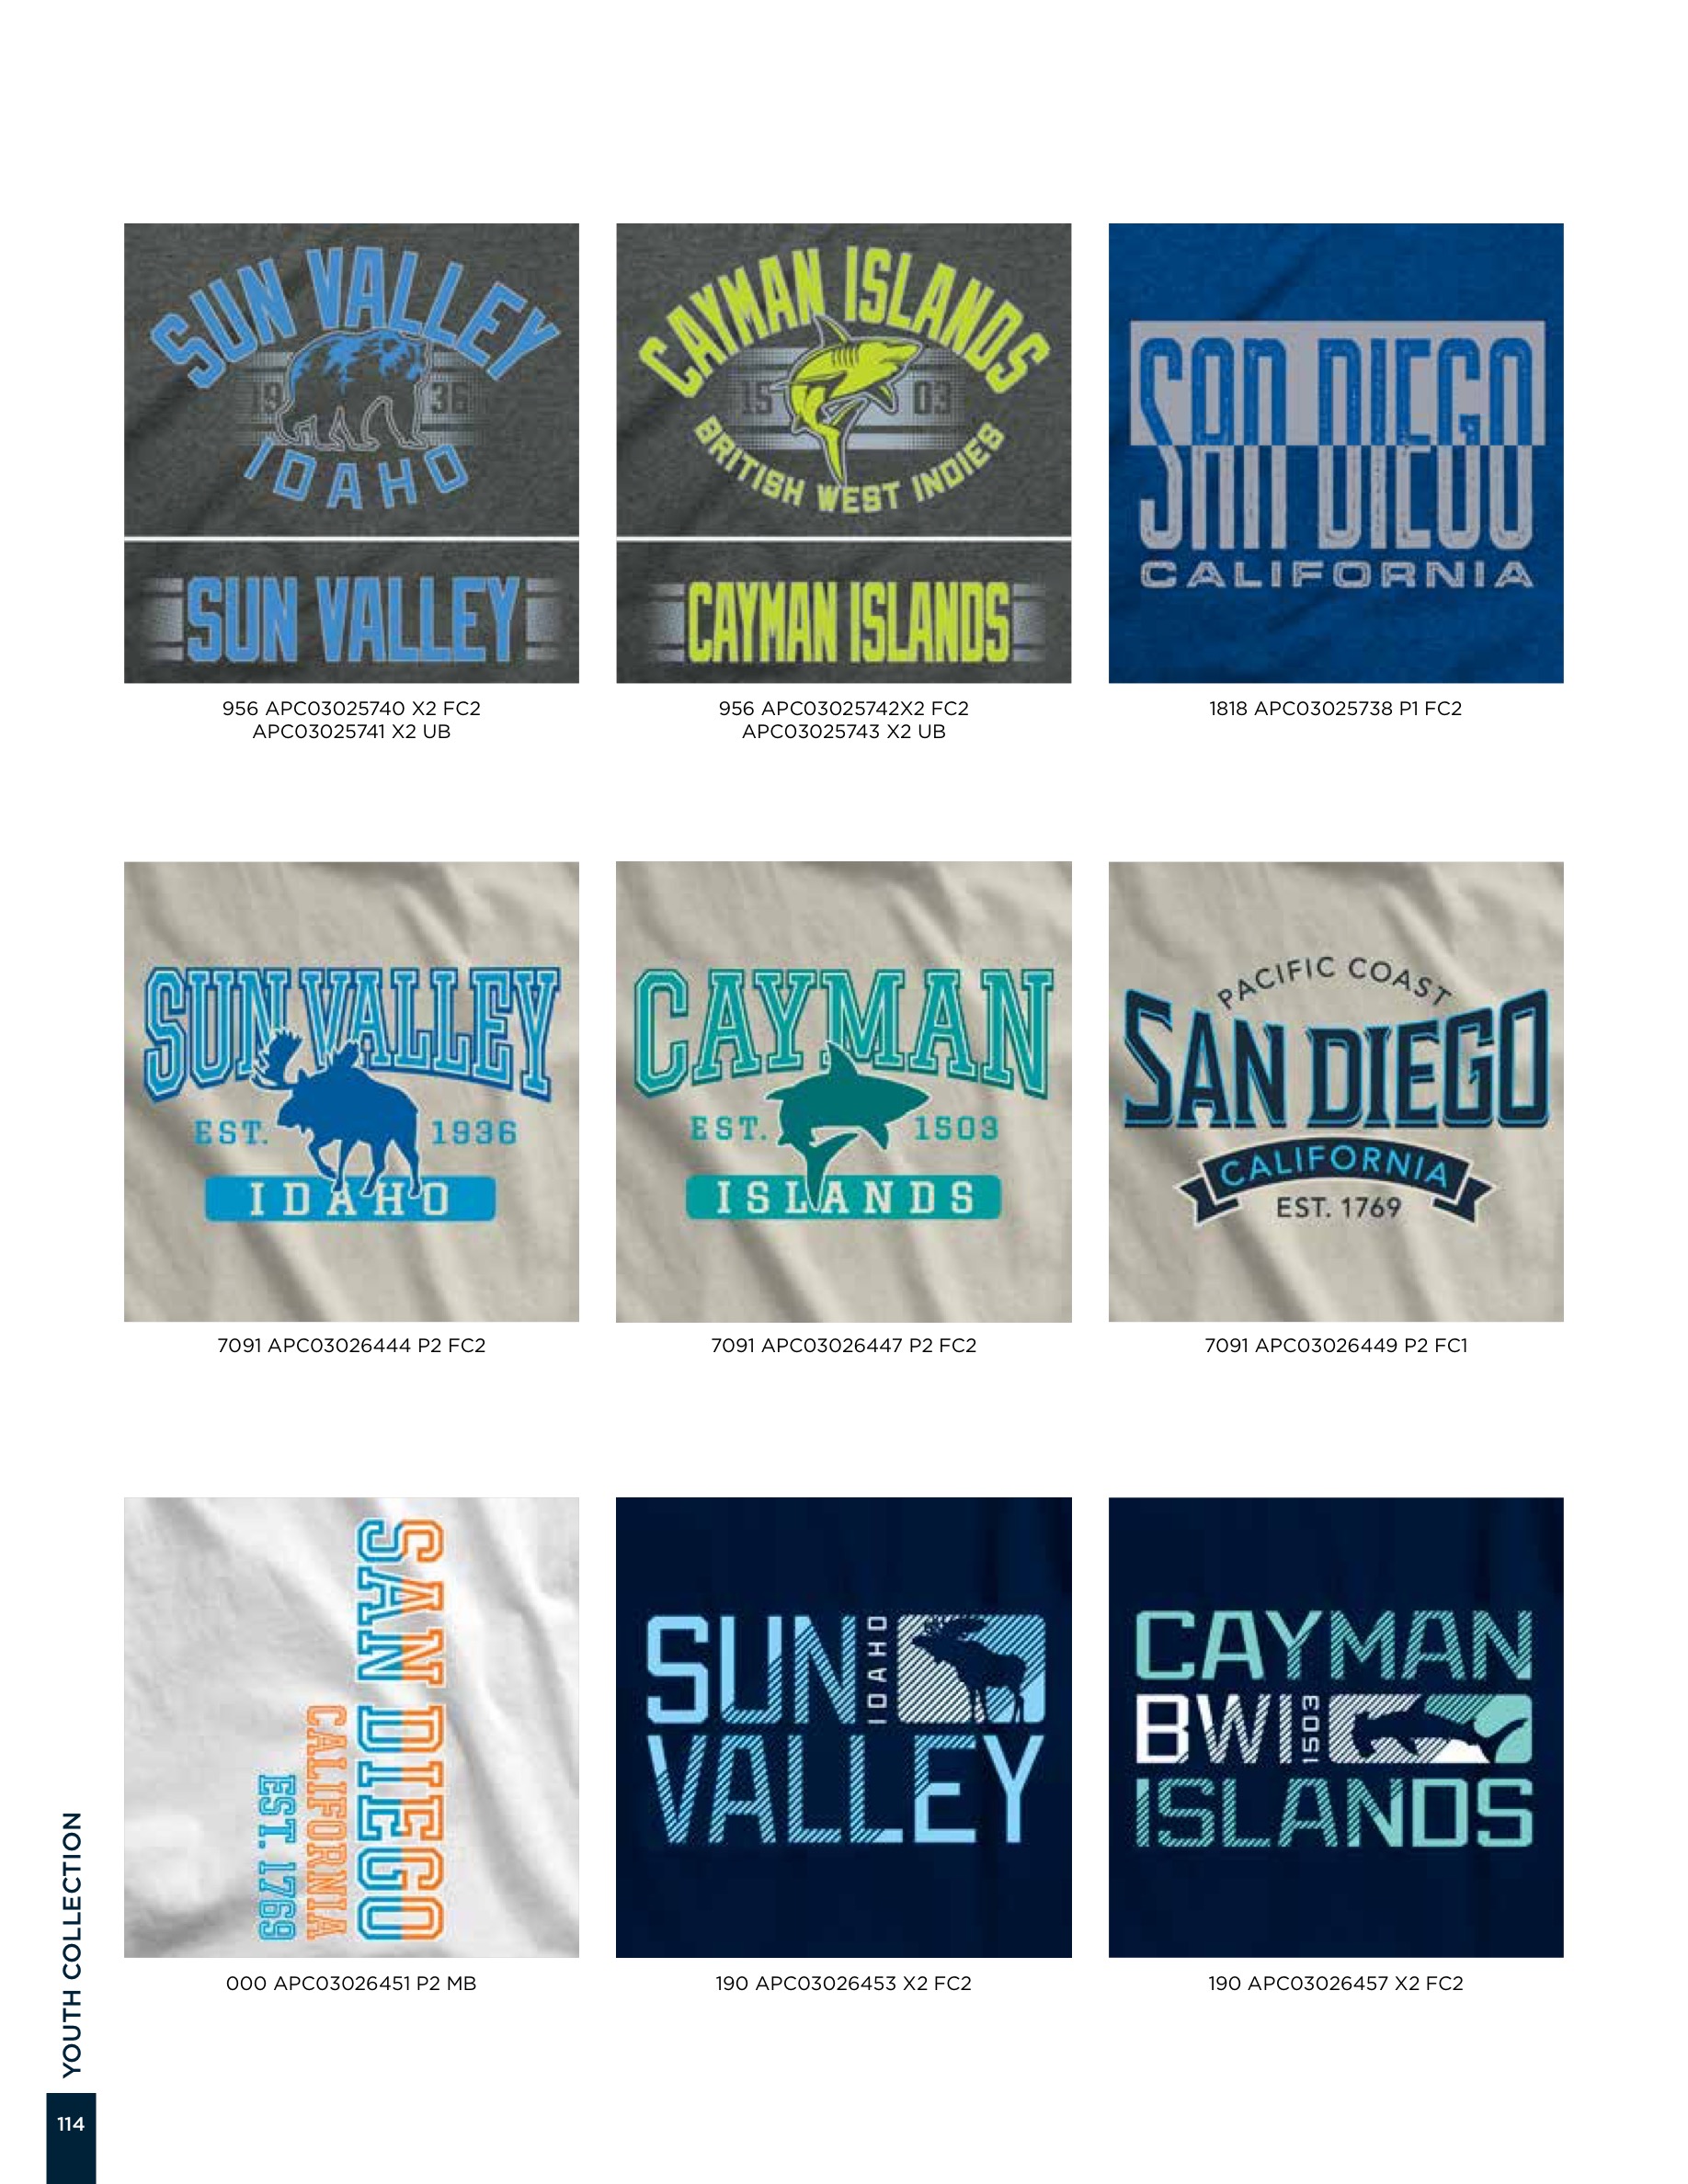 SUN VALLEY
19 36
IDAHO
SUN VALLEY
956 APC03025740 X2 FC2
APC03025741 X2 UB
CAYMAN ISLANDS
15 03
BRITISH WEST INDIES
CAYMAN ISLANDS
956 APC03025742X2 FC2
APC03025743 X2 UB
SAN DIEGO
CALIFORNIA
1818 APC03025738 P1 FC2
SUN VALLEY
EST. 1936
IDAHO
7091 APC03026444 P2 FC2
CAYMAN
EST. 1503
ISLANDS
7091 APC03026447 P2 FC2
PACIFIC COAST
SAN DIEGO
CALIFORNIA
EST. 1769
7091 APC03026449 P2 FC1
SAN DIEGO
CALIFORNIA
EST. 1769
000 APC03026451 P2 MB
SUN IDAHO
VALLEY
190 APC03026453 X2 FC2
CAYMAN
BWI 1503
ISLANDS
190 APC03026457 X2 FC2
YOUTH COLLECTION
114